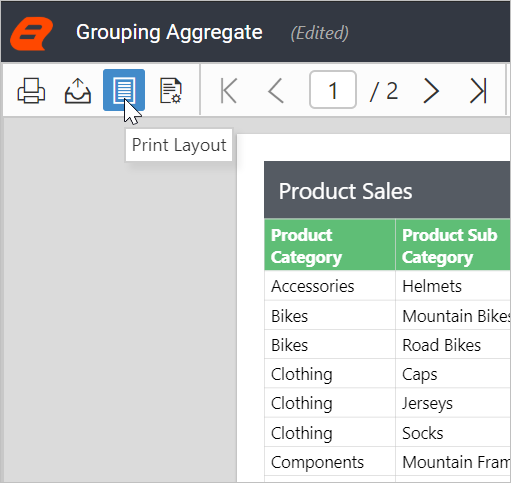 Grouping Aggregate (Edited)
1 / 2
Print Layout
Product Sales
Product Category Product Sub Category
Accessories Helmets
Bikes Mountain Bikes
Bikes Road Bikes
Clothing Caps
Clothing Jerseys
Clothing Socks
Components Mountain Fram